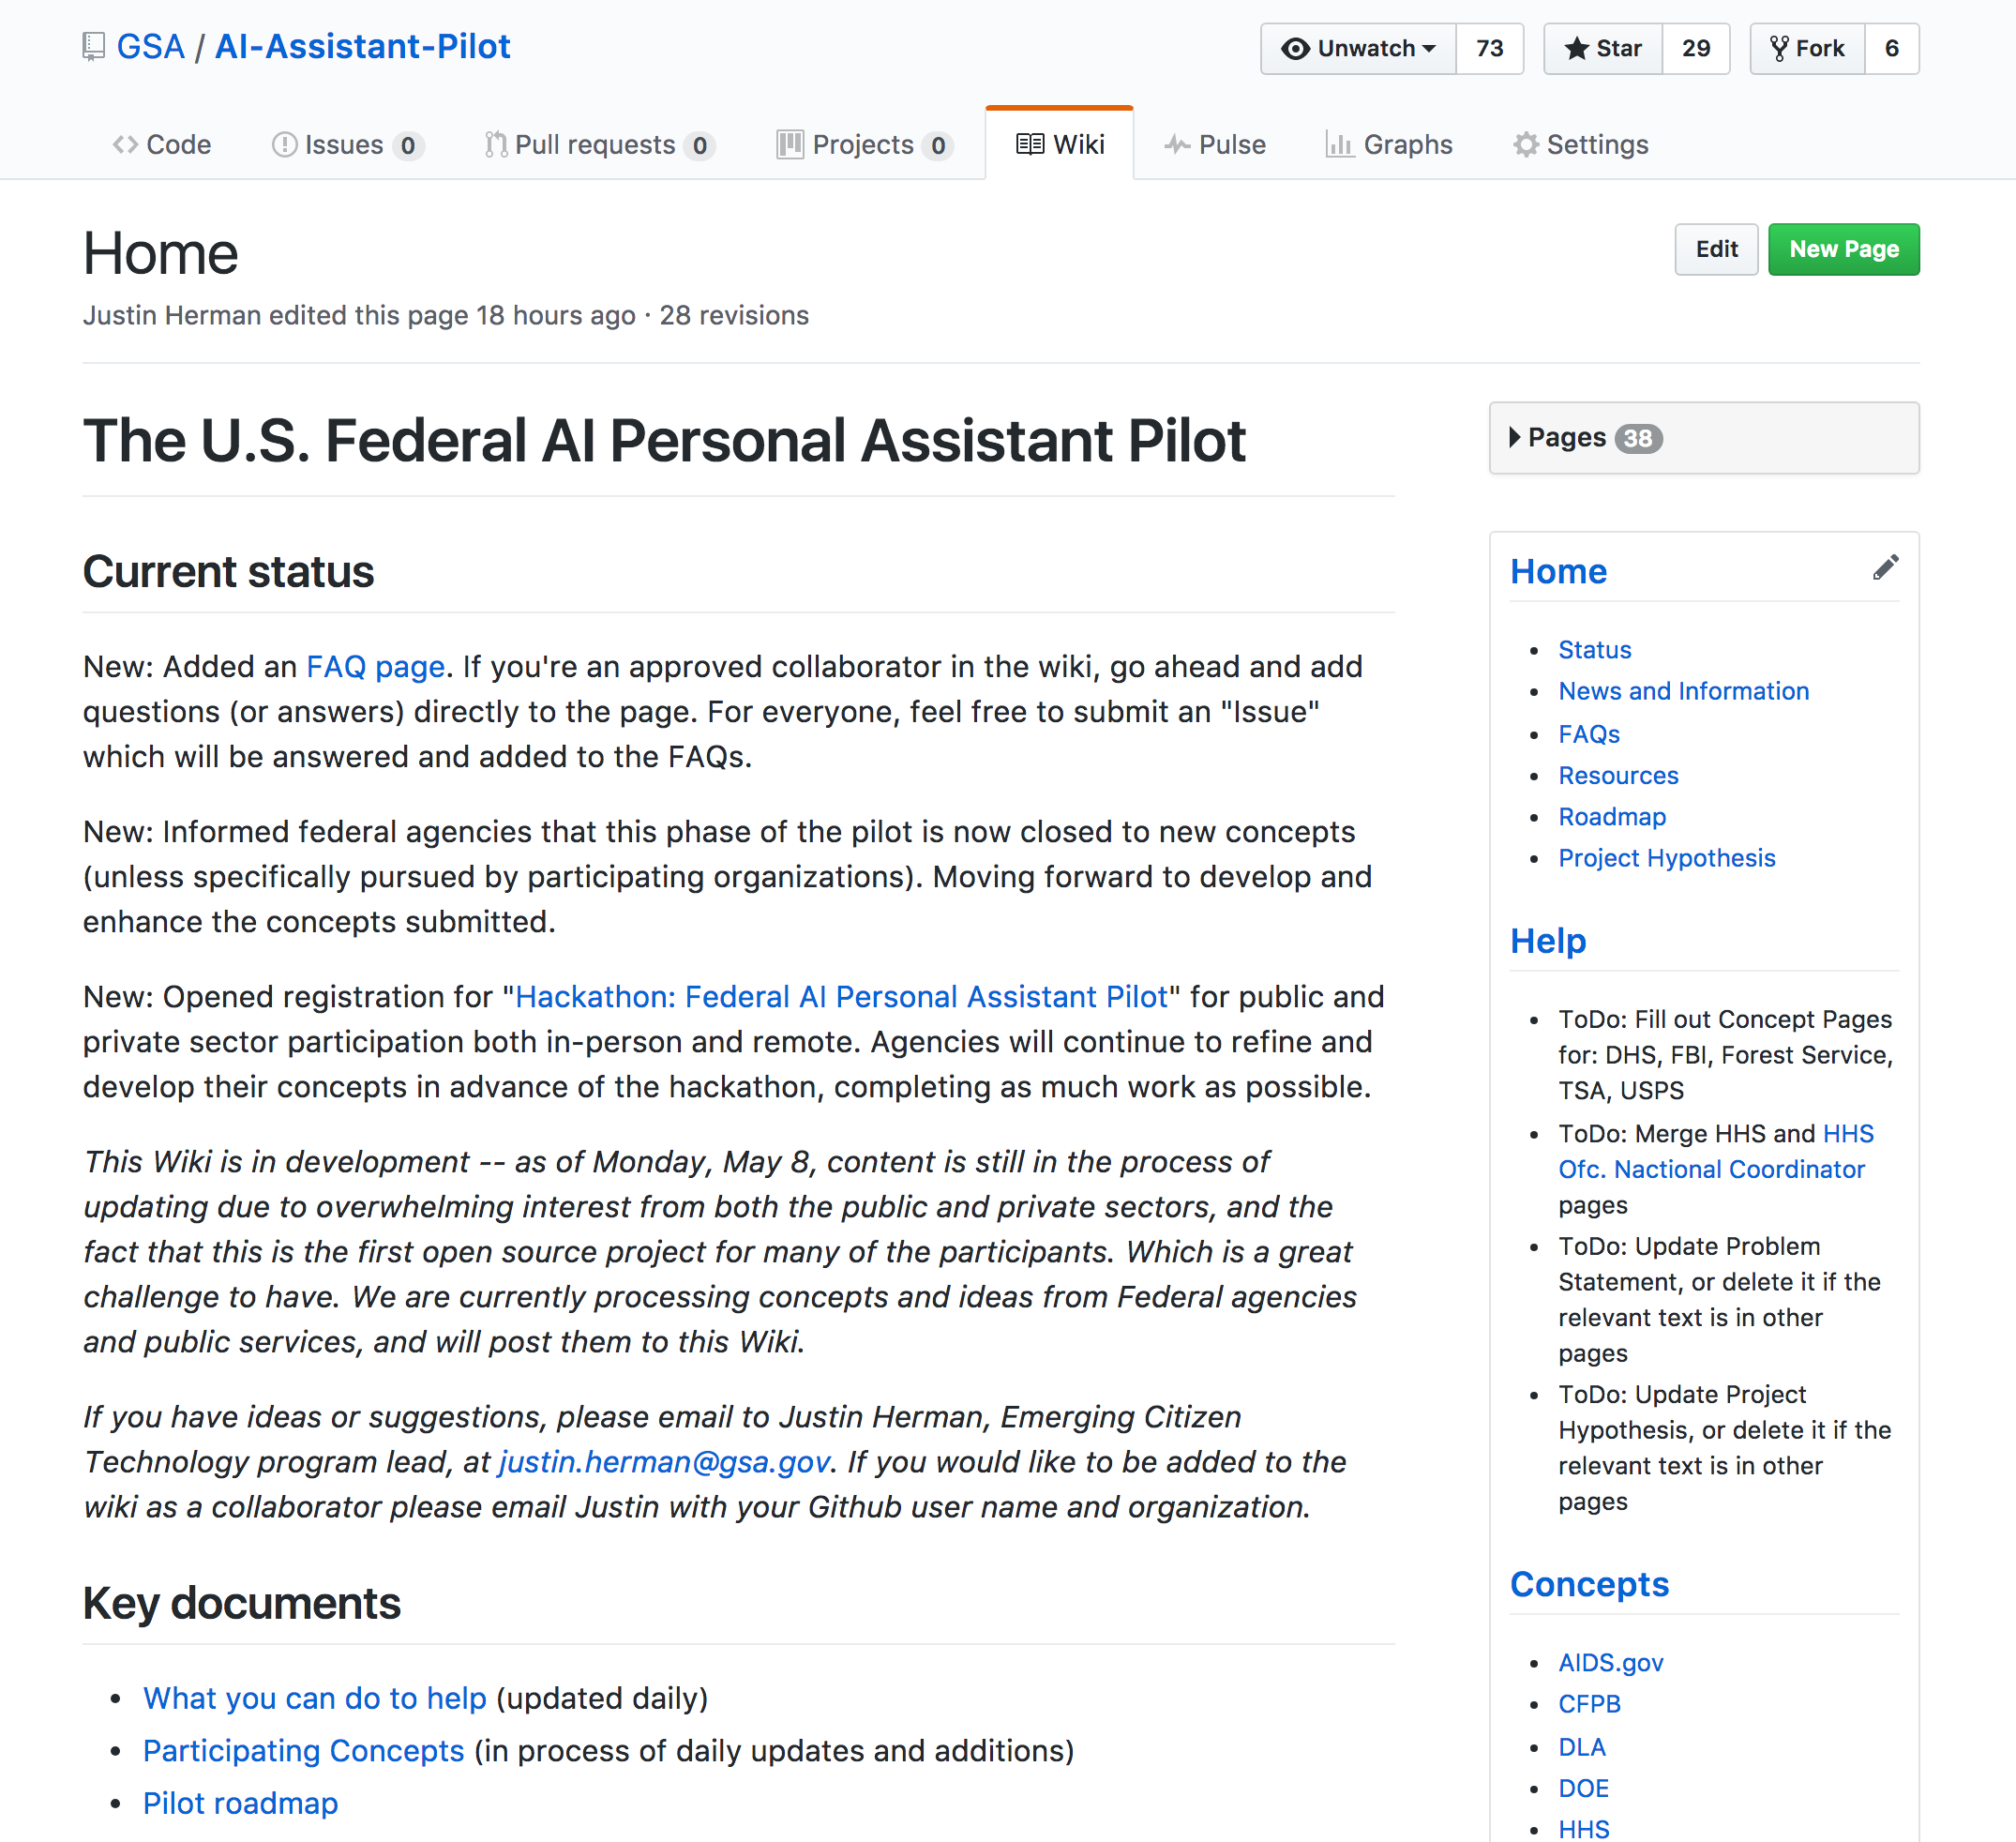 GSA / AI-Assistant-Pilot
Unwatch 73
Star 29
Fork 6
Code
Issues 0
Pull requests 0
Projects 0
Wiki
Pulse
Graphs
Settings
Home
Edit
New Page
Justin Herman edited this page 18 hours ago · 28 revisions
The U.S. Federal AI Personal Assistant Pilot
Current status
New: Added an FAQ page. If you're an approved collaborator in the wiki, go ahead and add
questions (or answers) directly to the page. For everyone, feel free to submit an "Issue"
which will be answered and added to the FAQs.
New: Informed federal agencies that this phase of the pilot is now closed to new concepts
(unless specifically pursued by participating organizations). Moving forward to develop and
enhance the concepts submitted.
New: Opened registration for "Hackathon: Federal AI Personal Assistant Pilot" for public and
private sector participation both in-person and remote. Agencies will continue to refine and
develop their concepts in advance of the hackathon, completing as much work as possible.
This Wiki is in development -- as of Monday, May 8, content is still in the process of
updating due to overwhelming interest from both the public and private sectors, and the
fact that this is the first open source project for many of the participants. Which is a great
challenge to have. We are currently processing concepts and ideas from Federal agencies
and public services, and will post them to this Wiki.
If you have ideas or suggestions, please email to Justin Herman, Emerging Citizen
Technology program lead, at justin.herman@gsa.gov. If you would like to be added to the
wiki as a collaborator please email Justin with your Github user name and organization.
Key documents
What you can do to help (updated daily)
Participating Concepts (in process of daily updates and additions)
Pilot roadmap
Pages 38
Home
Status
News and Information
FAQs
Resources
Roadmap
Project Hypothesis
Help
ToDo: Fill out Concept Pages
for: DHS, FBI, Forest Service,
TSA, USPS
ToDo: Merge HHS and HHS
Ofc. Nactional Coordinator
pages
ToDo: Update Problem
Statement, or delete it if the
relevant text is in other
pages
ToDo: Update Project
Hypothesis, or delete it if the
relevant text is in other
pages
Concepts
AIDS.gov
CFPB
DLA
DOE
HHS